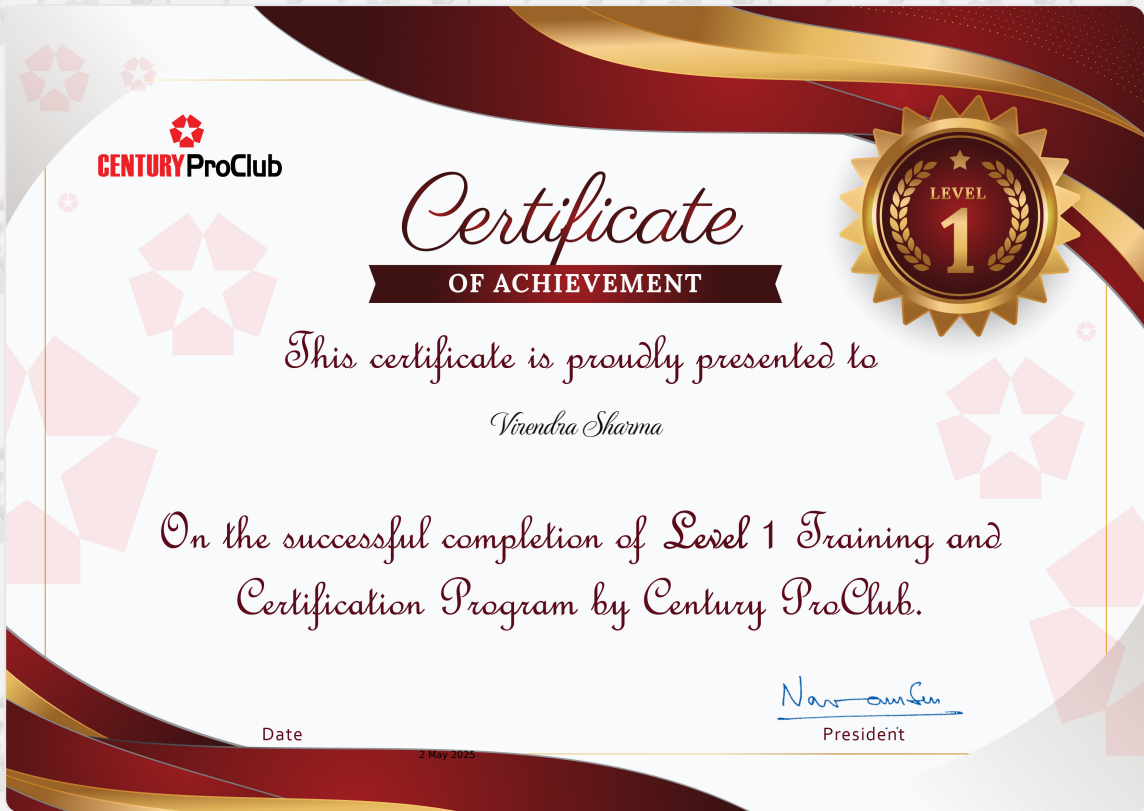 CENTURY ProClub
LEVEL
1
Certificate
OF ACHIEVEMENT
This certificate is proudly presented to
Virendra Sharma
On the successful completion of Level 1 Training and
Certification Program by Century ProClub.
Date
President
2 May 2025